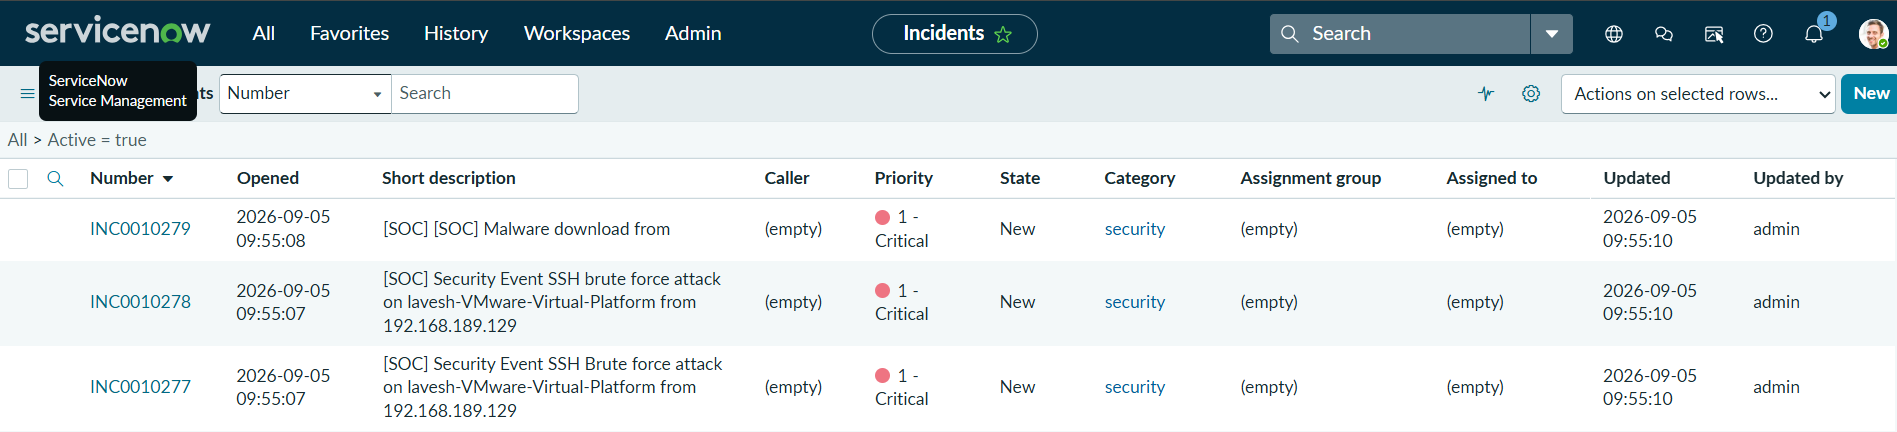 servicenow All Favorites History Workspaces Admin Incidents Search 1
ServiceNow
Service Management
ts Number Search Actions on selected rows... New
All > Active = true
Number Opened Short description Caller Priority State Category Assignment group Assigned to Updated Updated by
INC0010279 2026-09-05 09:55:08 [SOC] [SOC] Malware download from (empty) 1 - Critical New security (empty) (empty) 2026-09-05 09:55:10 admin
INC0010278 2026-09-05 09:55:07 [SOC] Security Event SSH brute force attack on lavesh-VMware-Virtual-Platform from 192.168.189.129 (empty) 1 - Critical New security (empty) (empty) 2026-09-05 09:55:10 admin
INC0010277 2026-09-05 09:55:07 [SOC] Security Event SSH Brute force attack on lavesh-VMware-Virtual-Platform from 192.168.189.129 (empty) 1 - Critical New security (empty) (empty) 2026-09-05 09:55:10 admin